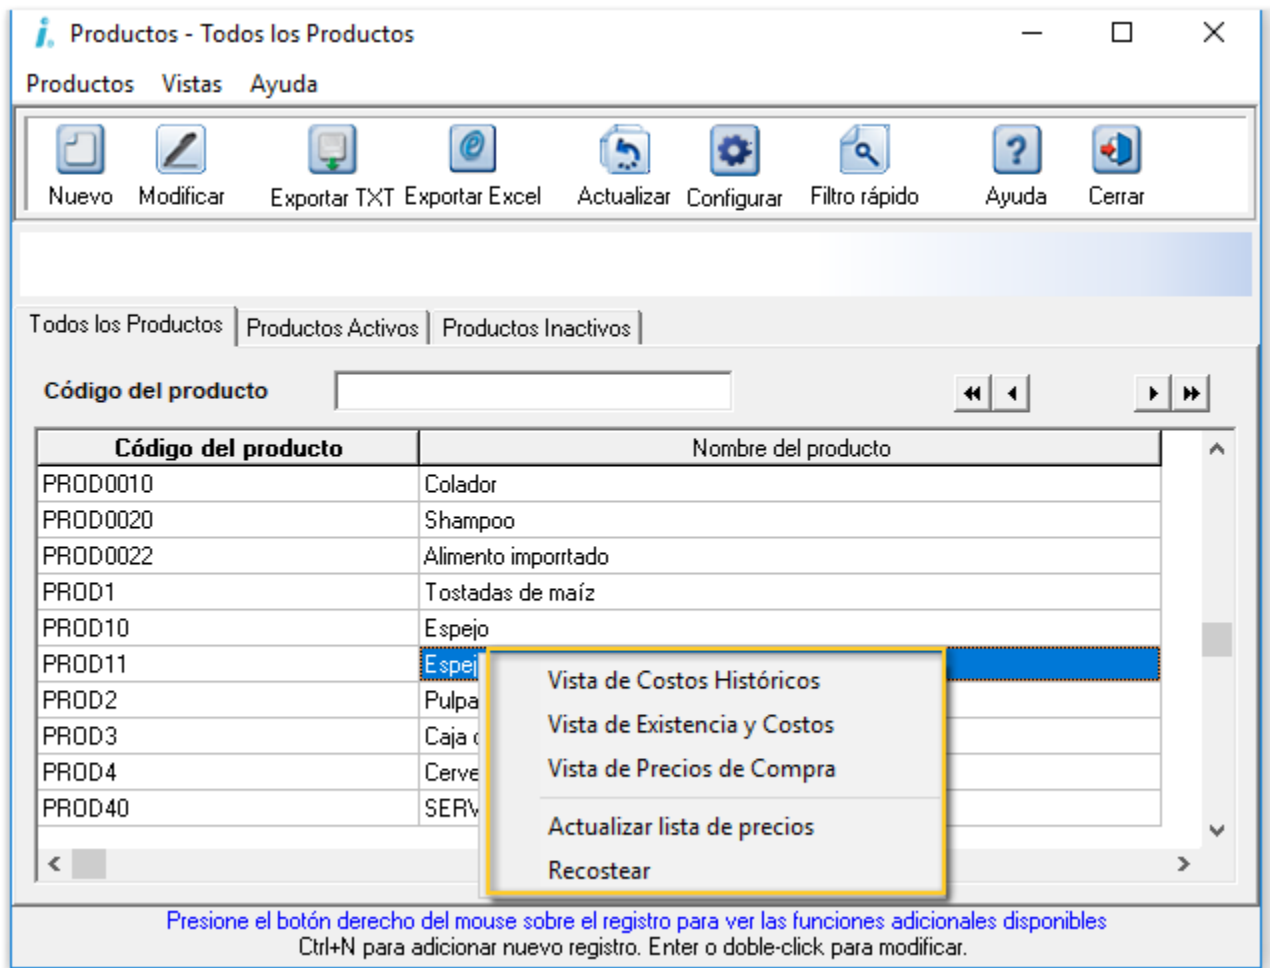 Productos - Todos los Productos
Productos Vistas Ayuda
Nuevo Modificar Exportar TXT Exportar Excel Actualizar Configurar Filtro rápido Ayuda Cerrar
Todos los Productos Productos Activos Productos Inactivos
Código del producto
Código del producto Nombre del producto
PROD0010 Colador
PROD0020 Shampoo
PROD0022 Alimento imporrtado
PROD1 Tostadas de maíz
PROD10 Espejo
PROD11 Espej
PROD2 Pulpa
PROD3 Caja
PROD4 Cerve
PROD40 SERV
Vista de Costos Históricos
Vista de Existencia y Costos
Vista de Precios de Compra
Actualizar lista de precios
Recostear
Presione el botón derecho del mouse sobre el registro para ver las funciones adicionales disponibles
Ctrl+N para adicionar nuevo registro. Enter o doble-click para modificar.